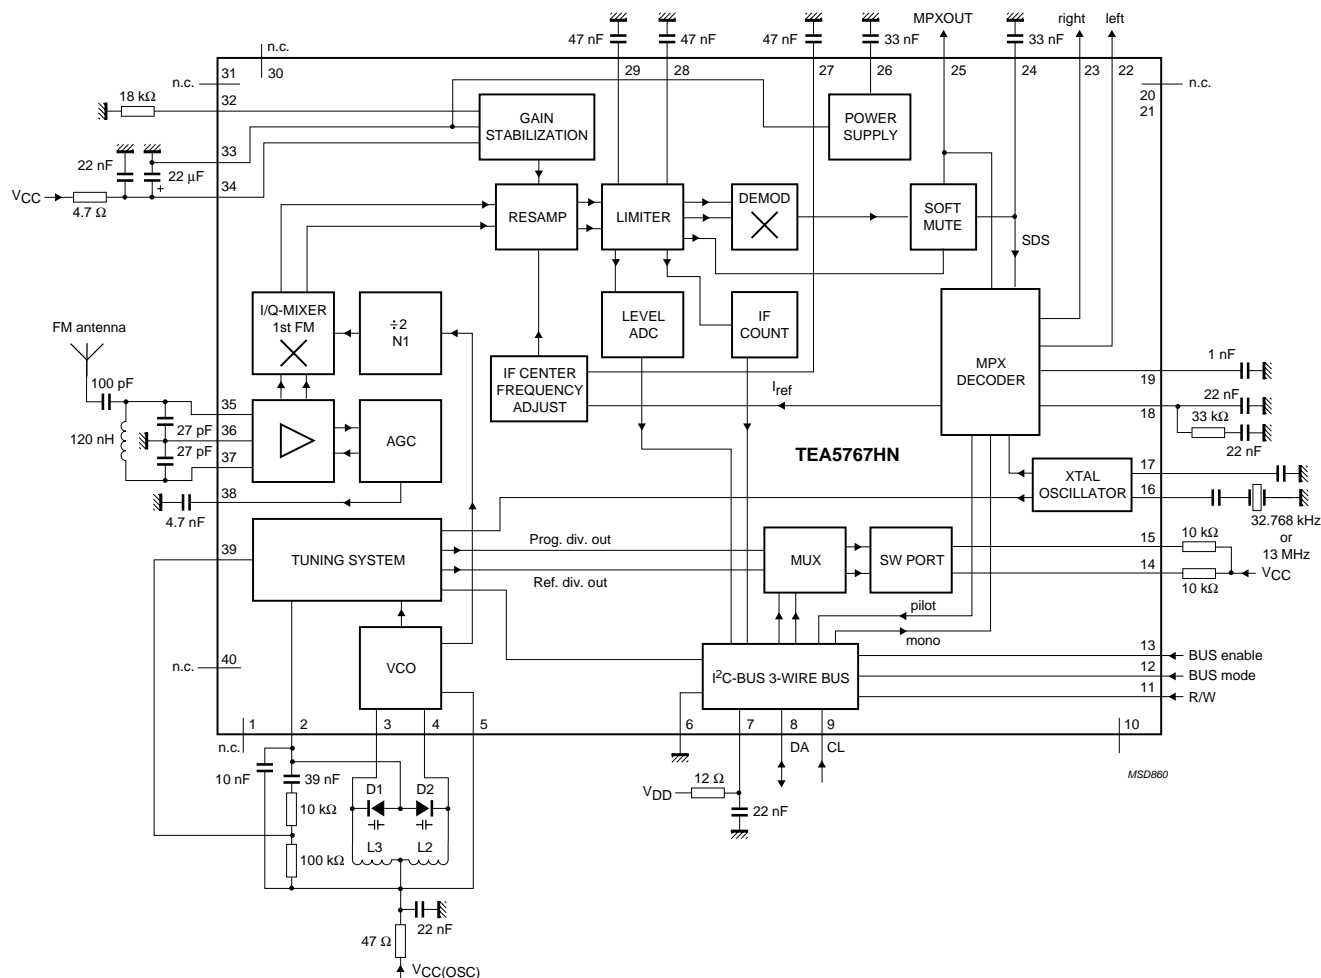 47 nF
47 nF
47 nF
33 nF
MPXOUT
33 nF
right
left
n.c.
30
31
n.c.
29
28
27
26
25
24
23
22
n.c.
20
21
18 kΩ
32
GAIN
STABILIZATION
POWER
SUPPLY
33
22 nF
22 μF
+
34
VCC
4.7 Ω
RESAMP
LIMITER
DEMOD
SOFT
MUTE
SDS
I/Q-MIXER
1st FM
÷2
N1
LEVEL
ADC
IF
COUNT
MPX
DECODER
FM antenna
100 pF
IF CENTER
FREQUENCY
ADJUST
Iref
1 nF
19
35
27 pF
36
120 nH
27 pF
37
AGC
22 nF
18
33 kΩ
22 nF
TEA5767HN
38
4.7 nF
XTAL
OSCILLATOR
17
16
32.768 kHz
or
13 MHz
39
TUNING SYSTEM
Prog. div. out
Ref. div. out
MUX
SW PORT
15
10 kΩ
14
VCC
10 kΩ
pilot
mono
VCO
n.c.
40
I²C-BUS 3-WIRE BUS
13
BUS enable
12
BUS mode
11
R/W
1
2
3
4
5
6
7
8
9
10
n.c.
DA
CL
MSD860
10 nF
39 nF
D1
D2
12 Ω
VDD
22 nF
10 kΩ
L3
L2
100 kΩ
22 nF
47 Ω
VCC(OSC)